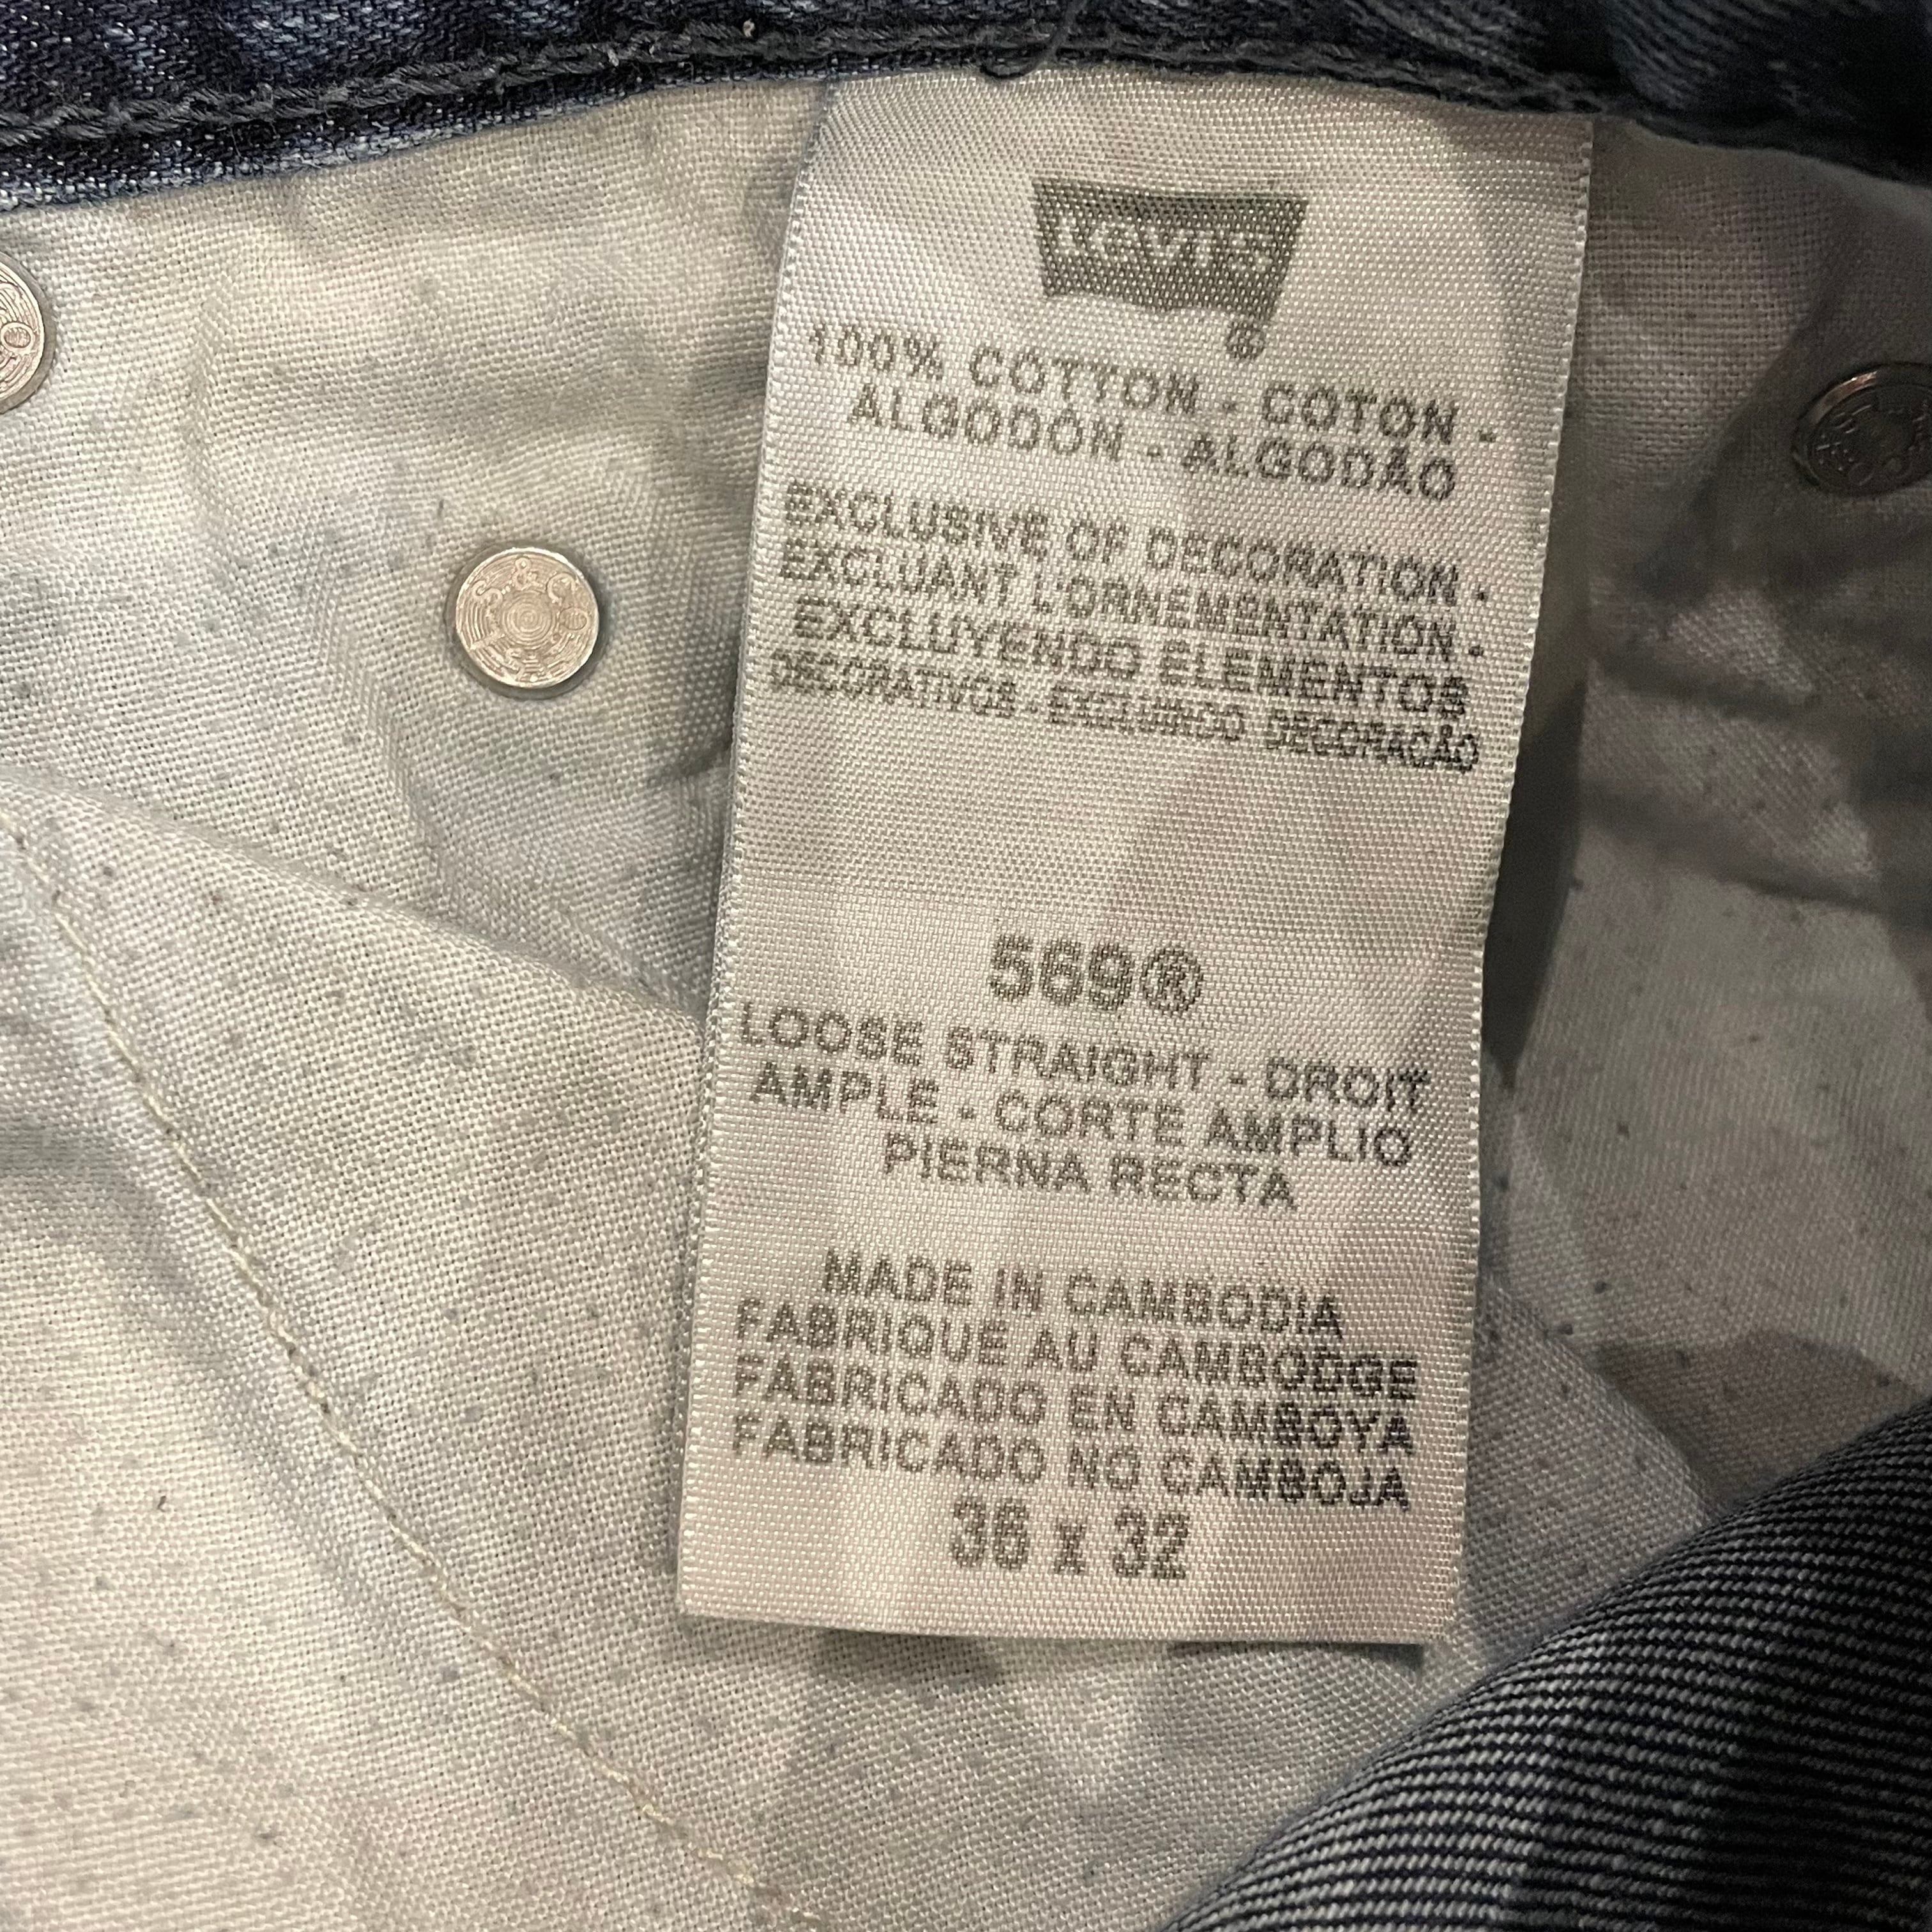 Levi's
®
100% COTTON - COTON -
ALGODÓN - ALGODÃO
EXCLUSIVE OF DECORATION -
EXCLUANT L'ORNEMENTATION -
EXCLUYENDO ELEMENTOS
DECORATIVOS - EXCLUINDO DECORAÇÃO
569®
LOOSE STRAIGHT - DROIT
AMPLE - CORTE AMPLIO
PIERNA RECTA
MADE IN CAMBODIA
FABRIQUE AU CAMBODGE
FABRICADO EN CAMBOYA
FABRICADO NO CAMBOJA
36 x 32